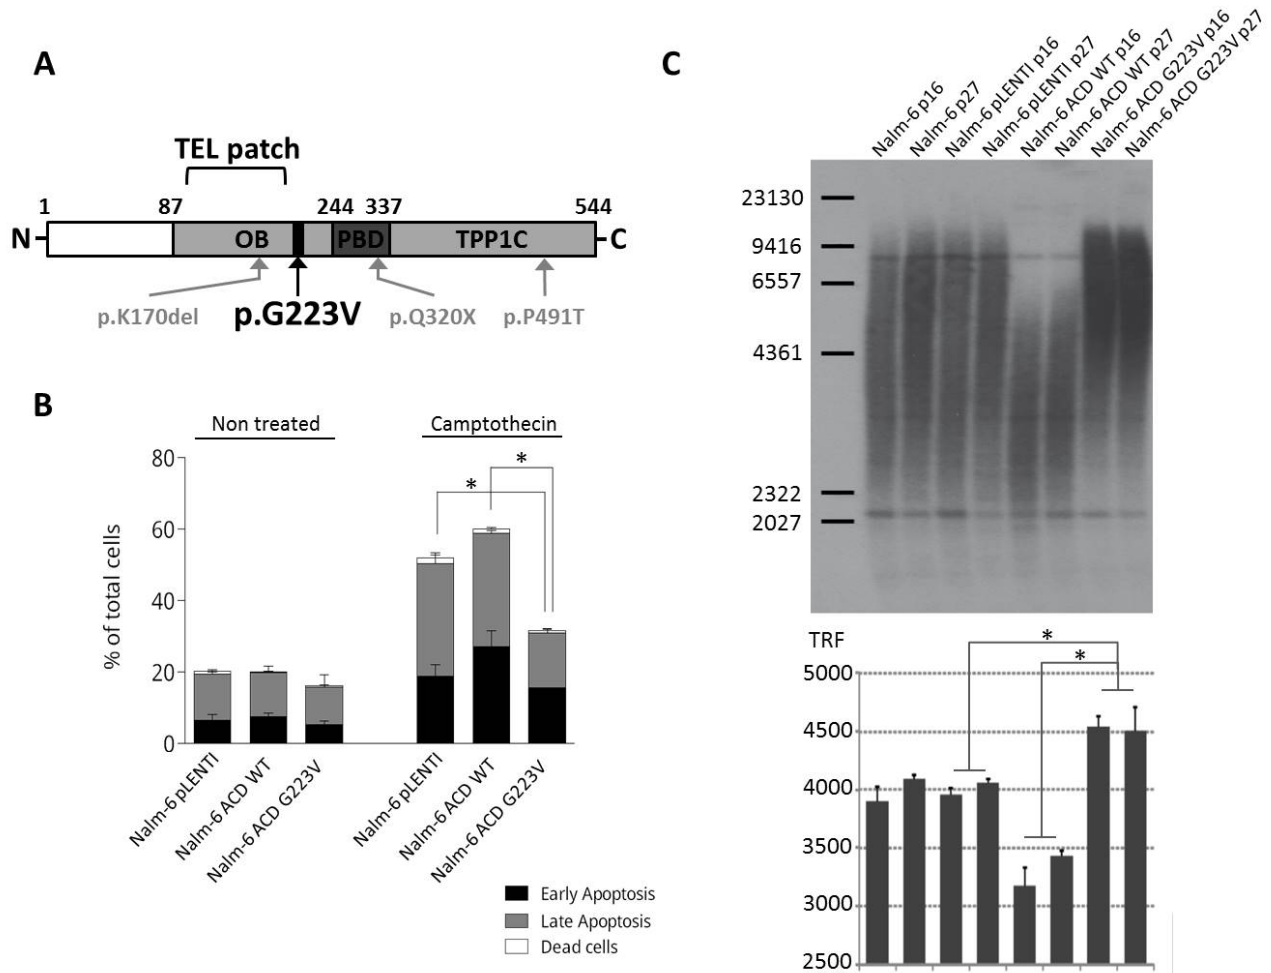 A
TEL patch
1 87 244 337 544
N OB PBD TPP1C C
p.K170del p.G223V p.Q320X p.P491T
B
Non treated Camptothecin
% of total cells
80
60
40
20
0
*
*
Nalm-6 pLENTI
Nalm-6 ACD WT
Nalm-6 ACD G223V
Nalm-6 pLENTI
Nalm-6 ACD WT
Nalm-6 ACD G223V
Early Apoptosis
Late Apoptosis
Dead cells
C
Nalm-6 p16
Nalm-6 p27
Nalm-6 pLENTI p16
Nalm-6 pLENTI p27
Nalm-6 ACD WT p16
Nalm-6 ACD WT p27
Nalm-6 ACD G223V p16
Nalm-6 ACD G223V p27
23130
9416
6557
4361
2322
2027
TRF
*
*
5000
4500
4000
3500
3000
2500